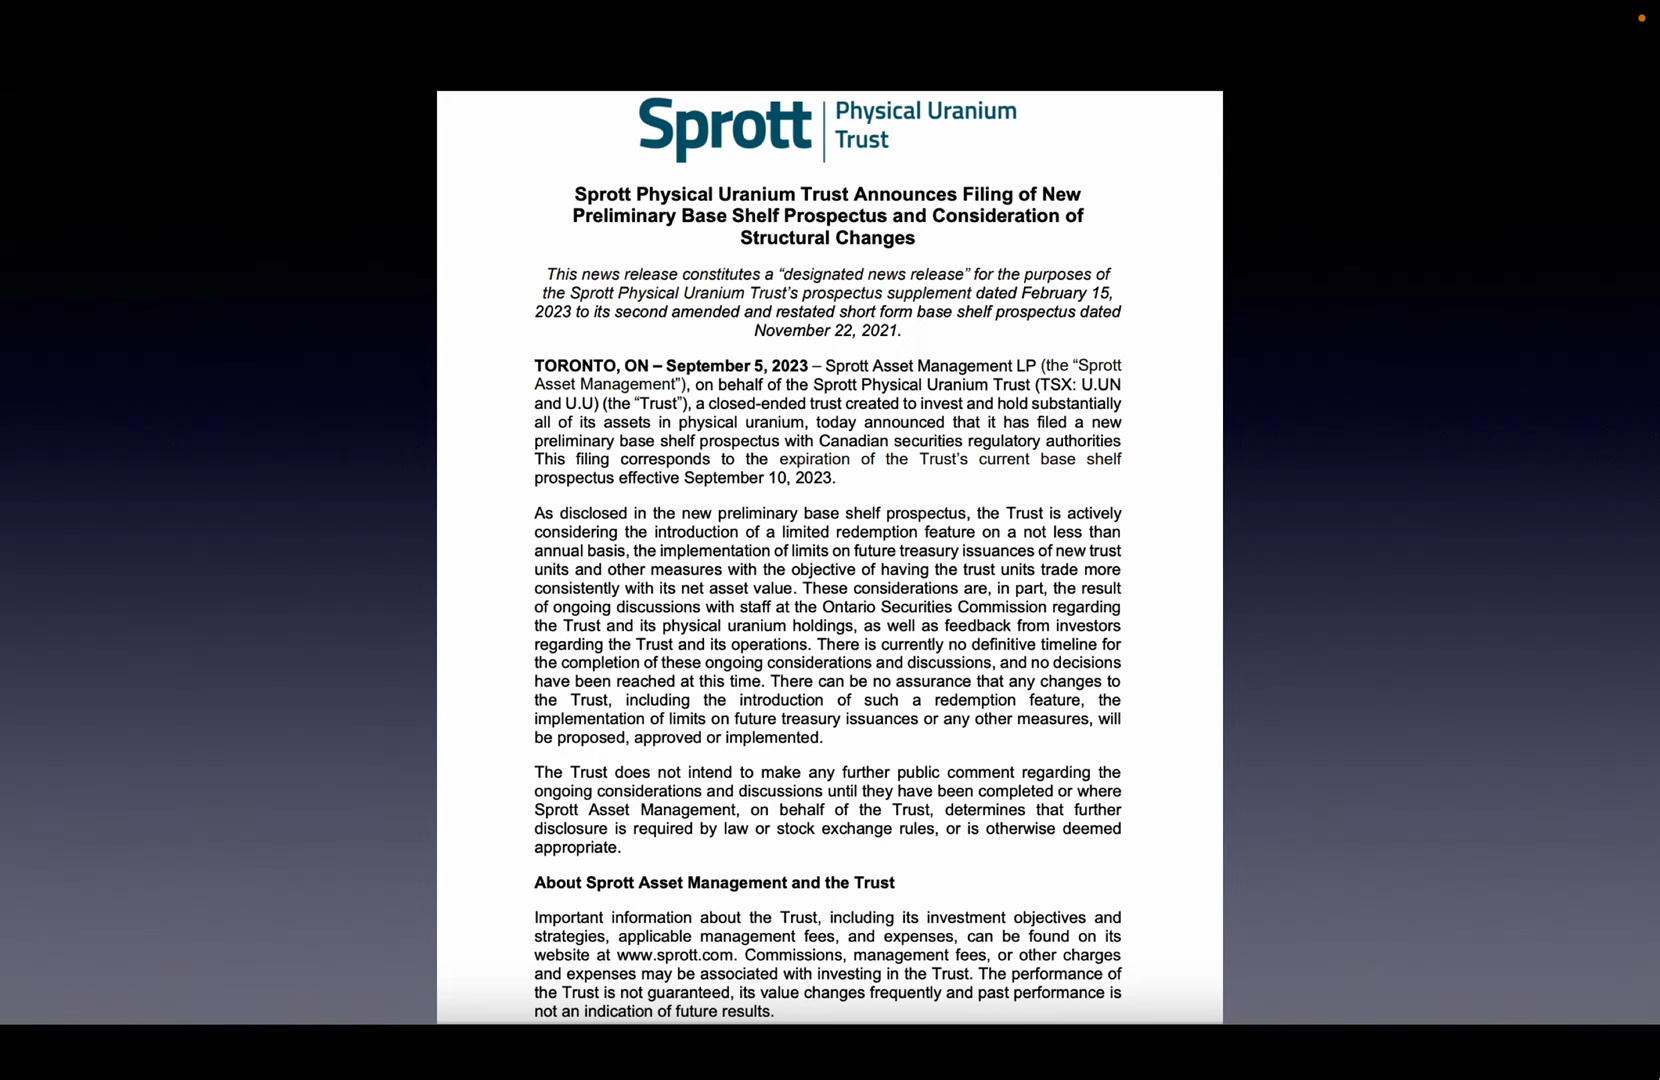 Sprott
Physical Uranium
Trust
Sprott Physical Uranium Trust Announces Filing of New
Preliminary Base Shelf Prospectus and Consideration of
Structural Changes
This news release constitutes a “designated news release” for the purposes of
the Sprott Physical Uranium Trust’s prospectus supplement dated February 15,
2023 to its second amended and restated short form base shelf prospectus dated
November 22, 2021.
TORONTO, ON – September 5, 2023 – Sprott Asset Management LP (the “Sprott
Asset Management”), on behalf of the Sprott Physical Uranium Trust (TSX: U.UN
and U.U) (the “Trust”), a closed-ended trust created to invest and hold substantially
all of its assets in physical uranium, today announced that it has filed a new
preliminary base shelf prospectus with Canadian securities regulatory authorities
This filing corresponds to the expiration of the Trust’s current base shelf
prospectus effective September 10, 2023.
As disclosed in the new preliminary base shelf prospectus, the Trust is actively
considering the introduction of a limited redemption feature on a not less than
annual basis, the implementation of limits on future treasury issuances of new trust
units and other measures with the objective of having the trust units trade more
consistently with its net asset value. These considerations are, in part, the result
of ongoing discussions with staff at the Ontario Securities Commission regarding
the Trust and its physical uranium holdings, as well as feedback from investors
regarding the Trust and its operations. There is currently no definitive timeline for
the completion of these ongoing considerations and discussions, and no decisions
have been reached at this time. There can be no assurance that any changes to
the Trust, including the introduction of such a redemption feature, the
implementation of limits on future treasury issuances or any other measures, will
be proposed, approved or implemented.
The Trust does not intend to make any further public comment regarding the
ongoing considerations and discussions until they have been completed or where
Sprott Asset Management, on behalf of the Trust, determines that further
disclosure is required by law or stock exchange rules, or is otherwise deemed
appropriate.
About Sprott Asset Management and the Trust
Important information about the Trust, including its investment objectives and
strategies, applicable management fees, and expenses, can be found on its
website at www.sprott.com. Commissions, management fees, or other charges
and expenses may be associated with investing in the Trust. The performance of
the Trust is not guaranteed, its value changes frequently and past performance is
not an indication of future results.